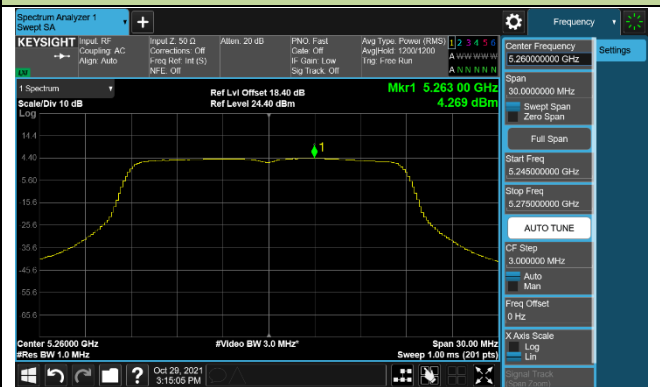 Spectrum Analyzer 1
Swept SA
+
Frequency
KEYSIGHT
Input: RF
Coupling: AC
Align: Auto
Input Z: 50 Ω
Corrections: Off
Freq Ref: Int (S)
NFE: Off
Atten: 20 dB
PNO: Fast
Gate: Off
IF Gain: Low
Sig Track: Off
Avg Type: Power (RMS)
Avg|Hold: 1200/1200
Trig: Free Run
1 2 3 4 5 6
A W W W W W
A N N N N N
LXI
1 Spectrum
Scale/Div 10 dB
Log
Ref Lvl Offset 18.40 dB
Ref Level 24.40 dBm
Mkr1 5.263 00 GHz
4.269 dBm
14.4
4.40
-5.60
-15.6
-25.6
-35.6
-45.6
-55.6
-65.6
1
Center 5.26000 GHz
#Res BW 1.0 MHz
#Video BW 3.0 MHz*
Span 30.00 MHz
Sweep 1.00 ms (201 pts)
Center Frequency
5.260000000 GHz
Settings
Span
30.0000000 MHz
Swept Span
Zero Span
Full Span
Start Freq
5.245000000 GHz
Stop Freq
5.275000000 GHz
AUTO TUNE
CF Step
3.000000 MHz
Auto
Man
Freq Offset
0 Hz
X Axis Scale
Log
Lin
Signal Track
(Span Zoom)
?
Oct 29, 2021
3:15:05 PM